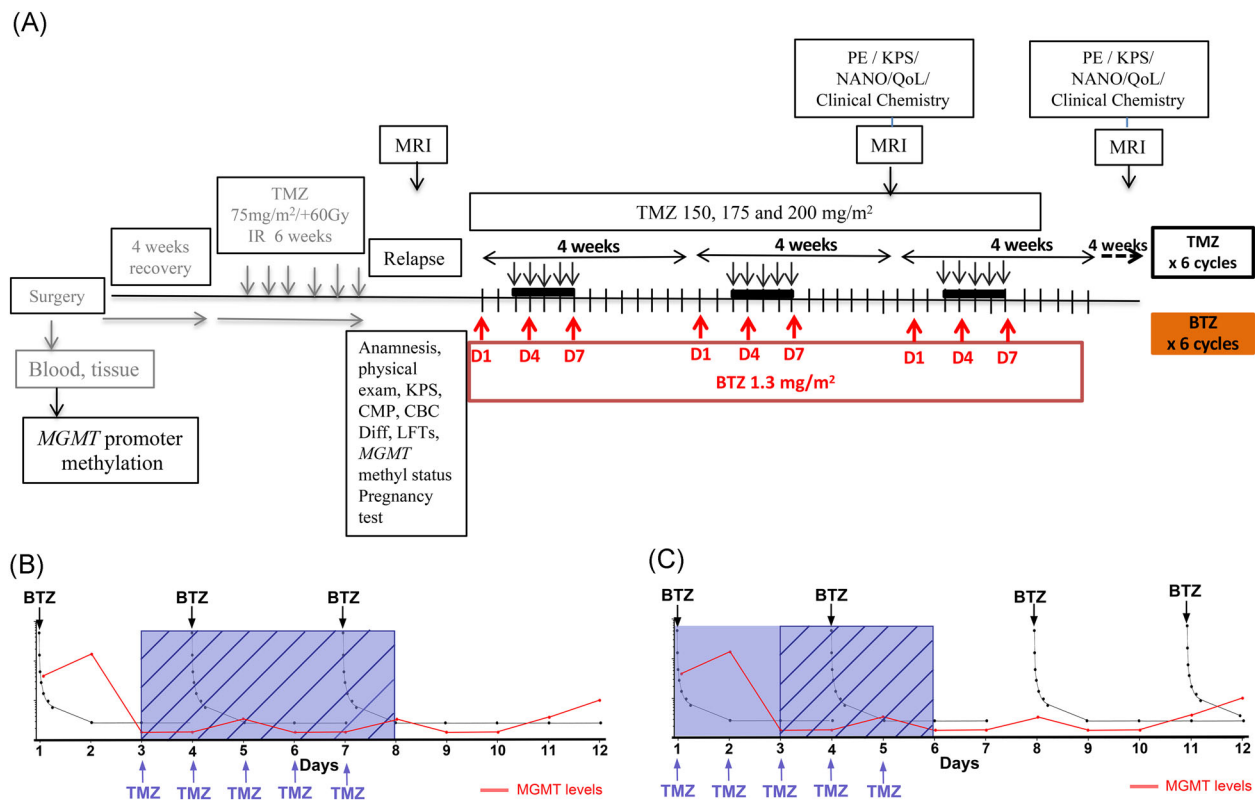 (A)
PE / KPS/
NANO/QoL/
Clinical Chemistry
PE / KPS/
NANO/QoL/
Clinical Chemistry
MRI
MRI
MRI
TMZ
75mg/m²/+60Gy
IR 6 weeks
4 weeks
recovery
Relapse
TMZ 150, 175 and 200 mg/m²
4 weeks
4 weeks
4 weeks
4 weeks
TMZ
x 6 cycles
Surgery
Blood, tissue
MGMT promoter
methylation
Anamnesis,
physical
exam, KPS,
CMP, CBC
Diff, LFTs,
MGMT
methyl status
Pregnancy
test
D1
D4
D7
D1
D4
D7
D1
D4
D7
BTZ 1.3 mg/m²
BTZ
x 6 cycles
(B)
BTZ
BTZ
BTZ
1
2
3
4
5
6
7
8
9
10
11
12
Days
TMZ
TMZ
TMZ
TMZ
TMZ
MGMT levels
(C)
BTZ
BTZ
BTZ
BTZ
1
2
3
4
5
6
7
8
9
10
11
12
Days
TMZ
TMZ
TMZ
TMZ
TMZ
MGMT levels